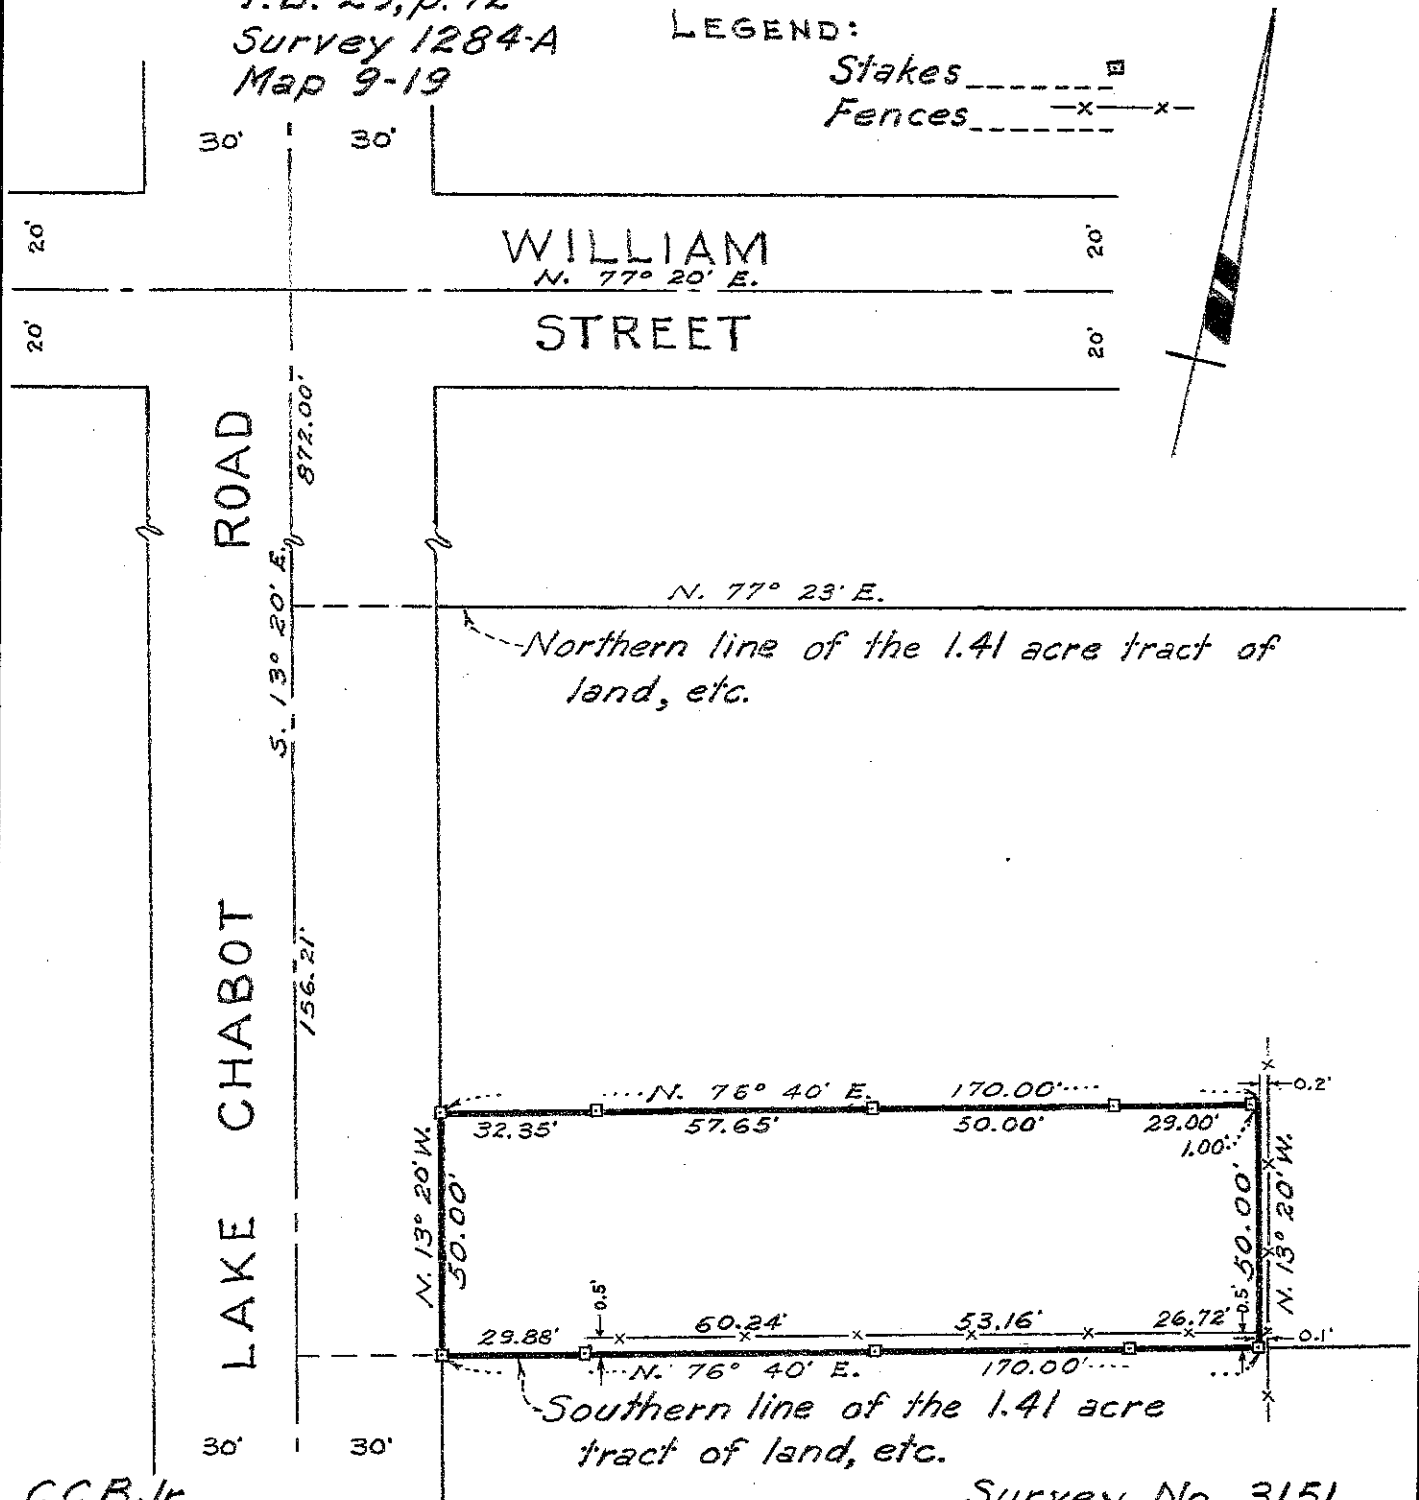 Survey 1284-A
Map 9-19
LEGEND:
Stakes
Fences
30' 30'
20' 20'
WILLIAM
N. 77° 20' E.
STREET
20' 20'
LAKE CHABOT ROAD
872.00'
S. 13° 20' E.
156.21'
N. 77° 23' E.
Northern line of the 1.41 acre tract of
land, etc.
N. 76° 40' E. 170.00'
0.2'
32.35' 57.65' 50.00' 29.00'
1.00'
N. 13° 20' W.
50.00'
50.00'
N. 13° 20' W.
0.5'
0.5'
29.88' 60.24' 53.16' 26.72'
0.1'
N. 76° 40' E. 170.00'
Southern line of the 1.41 acre
tract of land, etc.
30' 30'
C.C.B. Jr.
Survey No. 3151